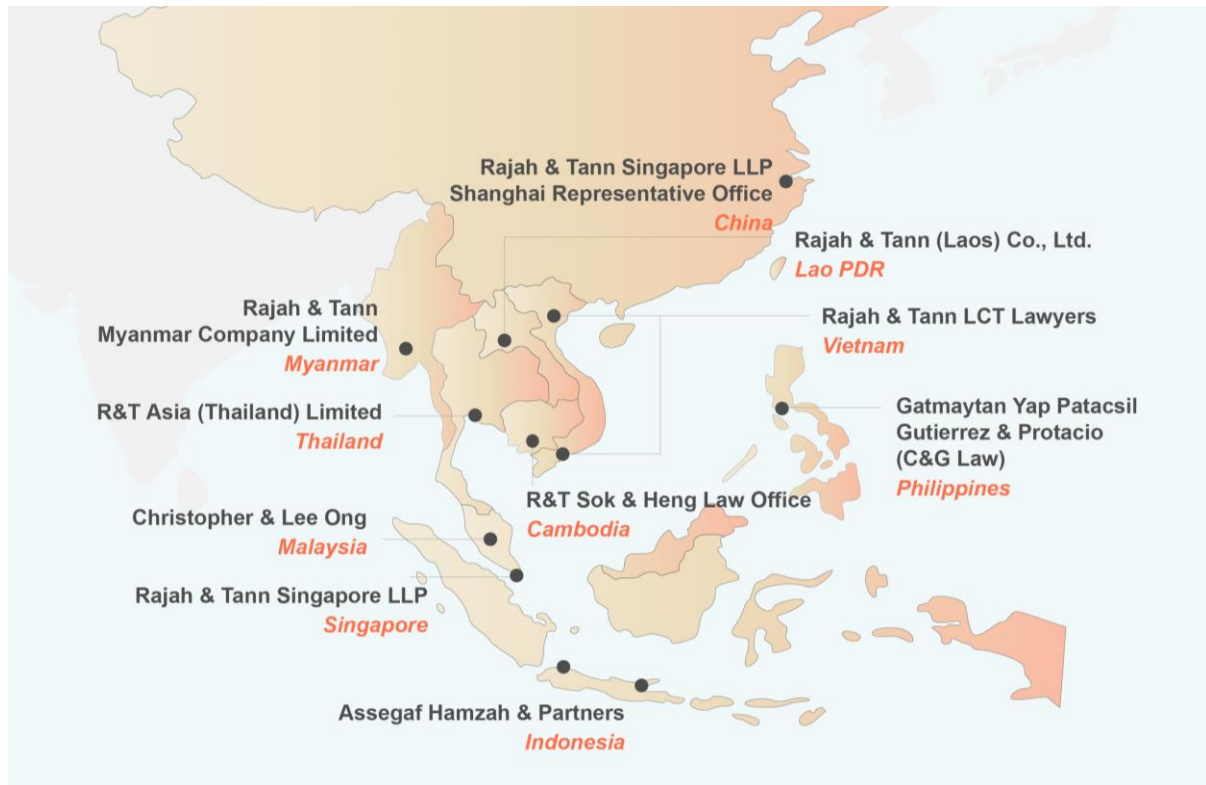 Rajah & Tann Singapore LLP
Shanghai Representative Office
China
Rajah & Tann (Laos) Co., Ltd.
Lao PDR
Rajah & Tann
Myanmar Company Limited
Myanmar
Rajah & Tann LCT Lawyers
Vietnam
R&T Asia (Thailand) Limited
Thailand
Gatmaytan Yap Patacsil
Gutierrez & Protacio
(C&G Law)
Philippines
R&T Sok & Heng Law Office
Cambodia
Christopher & Lee Ong
Malaysia
Rajah & Tann Singapore LLP
Singapore
Assegaf Hamzah & Partners
Indonesia